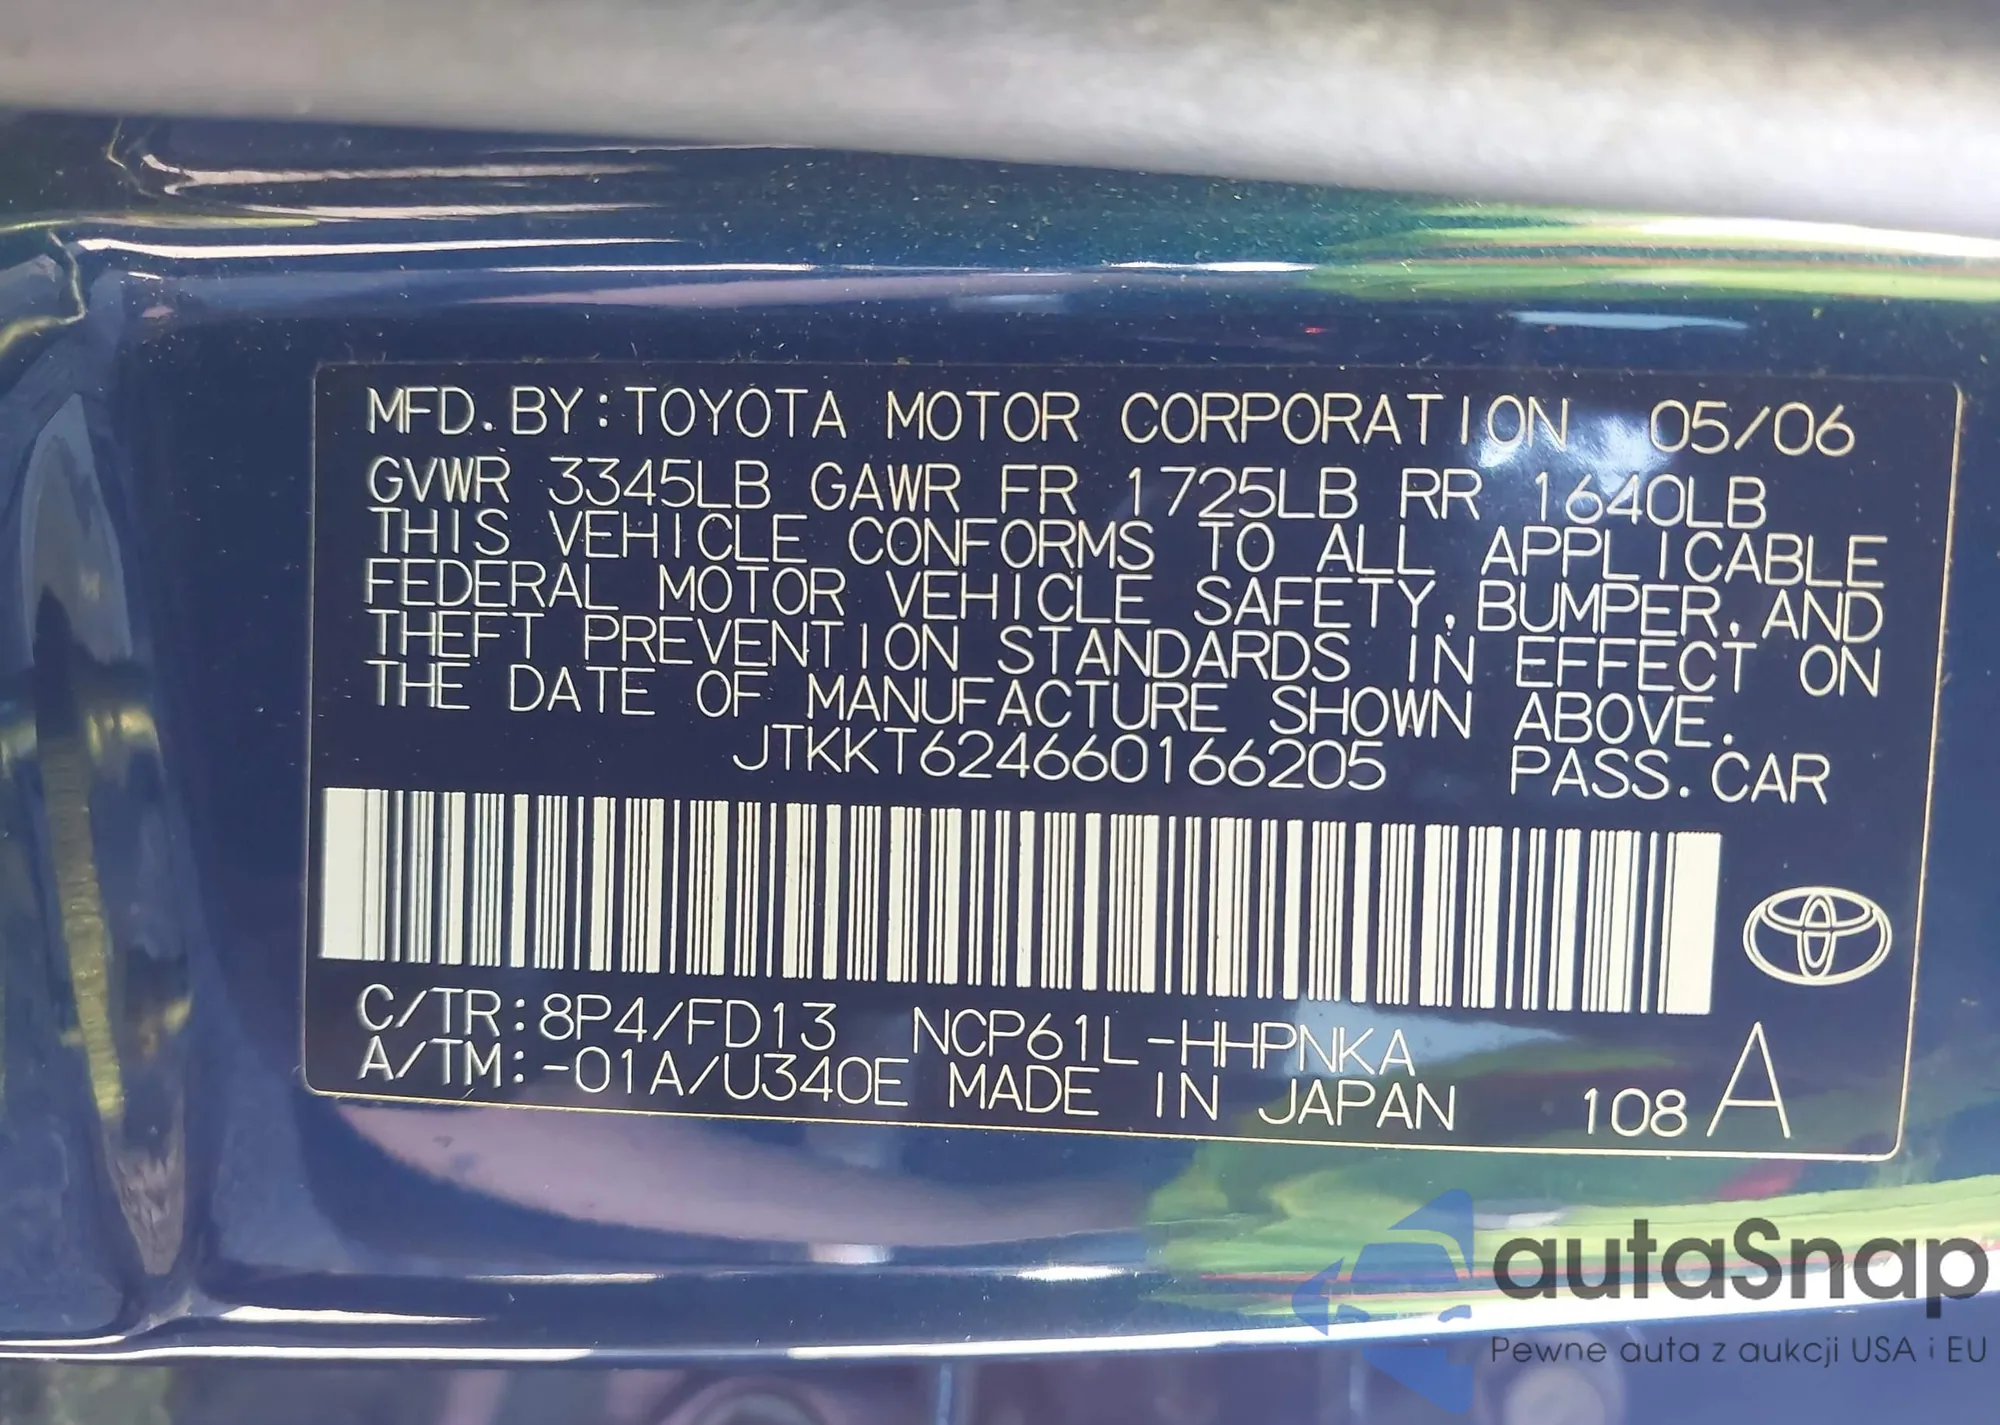 MFD. BY: TOYOTA MOTOR CORPORATION 05/06
GVWR 3345LB GAWR FR 1725LB RR 1640LB
THIS VEHICLE CONFORMS TO ALL APPLICABLE
FEDERAL MOTOR VEHICLE SAFETY, BUMPER, AND
THEFT PREVENTION STANDARDS IN EFFECT ON
THE DATE OF MANUFACTURE SHOWN ABOVE.
JTKKT624660166205 PASS. CAR
C/TR: 8P4/FD13 NCP61L-HHPNKA
A/TM: -01A/U340E MADE IN JAPAN 108 A
autaSnap
Pewne auta z aukcji USA i EU